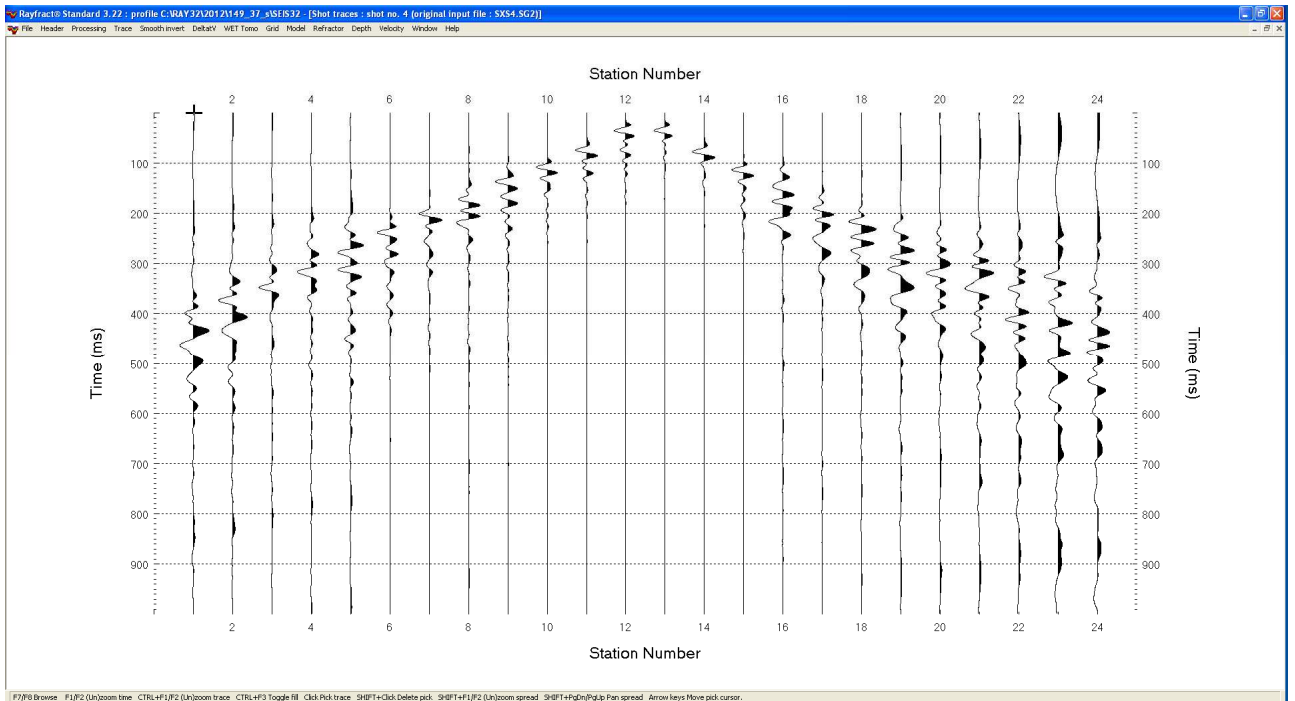 Rayfract® Standard 3.22 : profile C:\RAY32\2012\149_37_s\SEIS32 - [Shot traces : shot no. 4 (original input file : SXS4.SG2)]
File Header Processing Trace Smooth invert DeltatV WET Tomo Grid Model Refractor Depth Velocity Window Help
Station Number
2 4 6 8 10 12 14 16 18 20 22 24
100 100
200 200
300 300
400 400
500 500
600 600
700 700
800 800
900 900
Time (ms)
Time (ms)
2 4 6 8 10 12 14 16 18 20 22 24
Station Number
F7/F8 Browse F1/F2 (Un)zoom time CTRL+F1/F2 (Un)zoom trace CTRL+F3 Toggle fill Click Pick trace SHIFT+Click Delete pick SHIFT+F1/F2 (Un)zoom spread SHIFT+PgDn/PgUp Pan spread Arrow keys Move pick cursor.